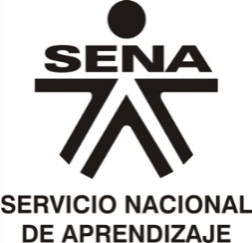 SENA
SERVICIO NACIONAL
DE APRENDIZAJE